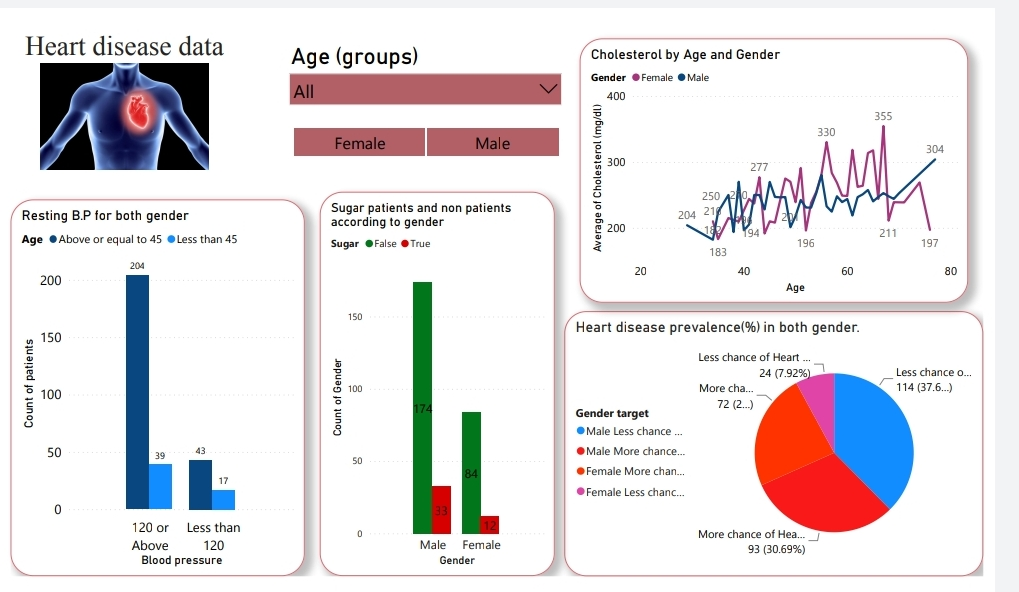 Heart disease data
Age (groups)
All
Female
Male
Cholesterol by Age and Gender
Gender Female Male
Average of Cholesterol (mg/dl)
400
300
200
204
250
183
277
194
196
330
355
211
197
304
20
40
60
80
Age
Resting B.P for both gender
Age Above or equal to 45 Less than 45
Count of patients
200
150
100
50
0
204
39
43
17
120 or
Above
Less than
120
Blood pressure
Sugar patients and non patients
according to gender
Sugar False True
Count of Gender
150
100
50
0
174
33
84
12
Male
Female
Gender
Heart disease prevalence(%) in both gender.
Less chance of Heart ...
24 (7.92%)
More cha...
72 (2...)
Less chance o...
114 (37.6...)
More chance of Hea...
93 (30.69%)
Gender target
Male Less chance ...
Male More chance...
Female More chan...
Female Less chanc...